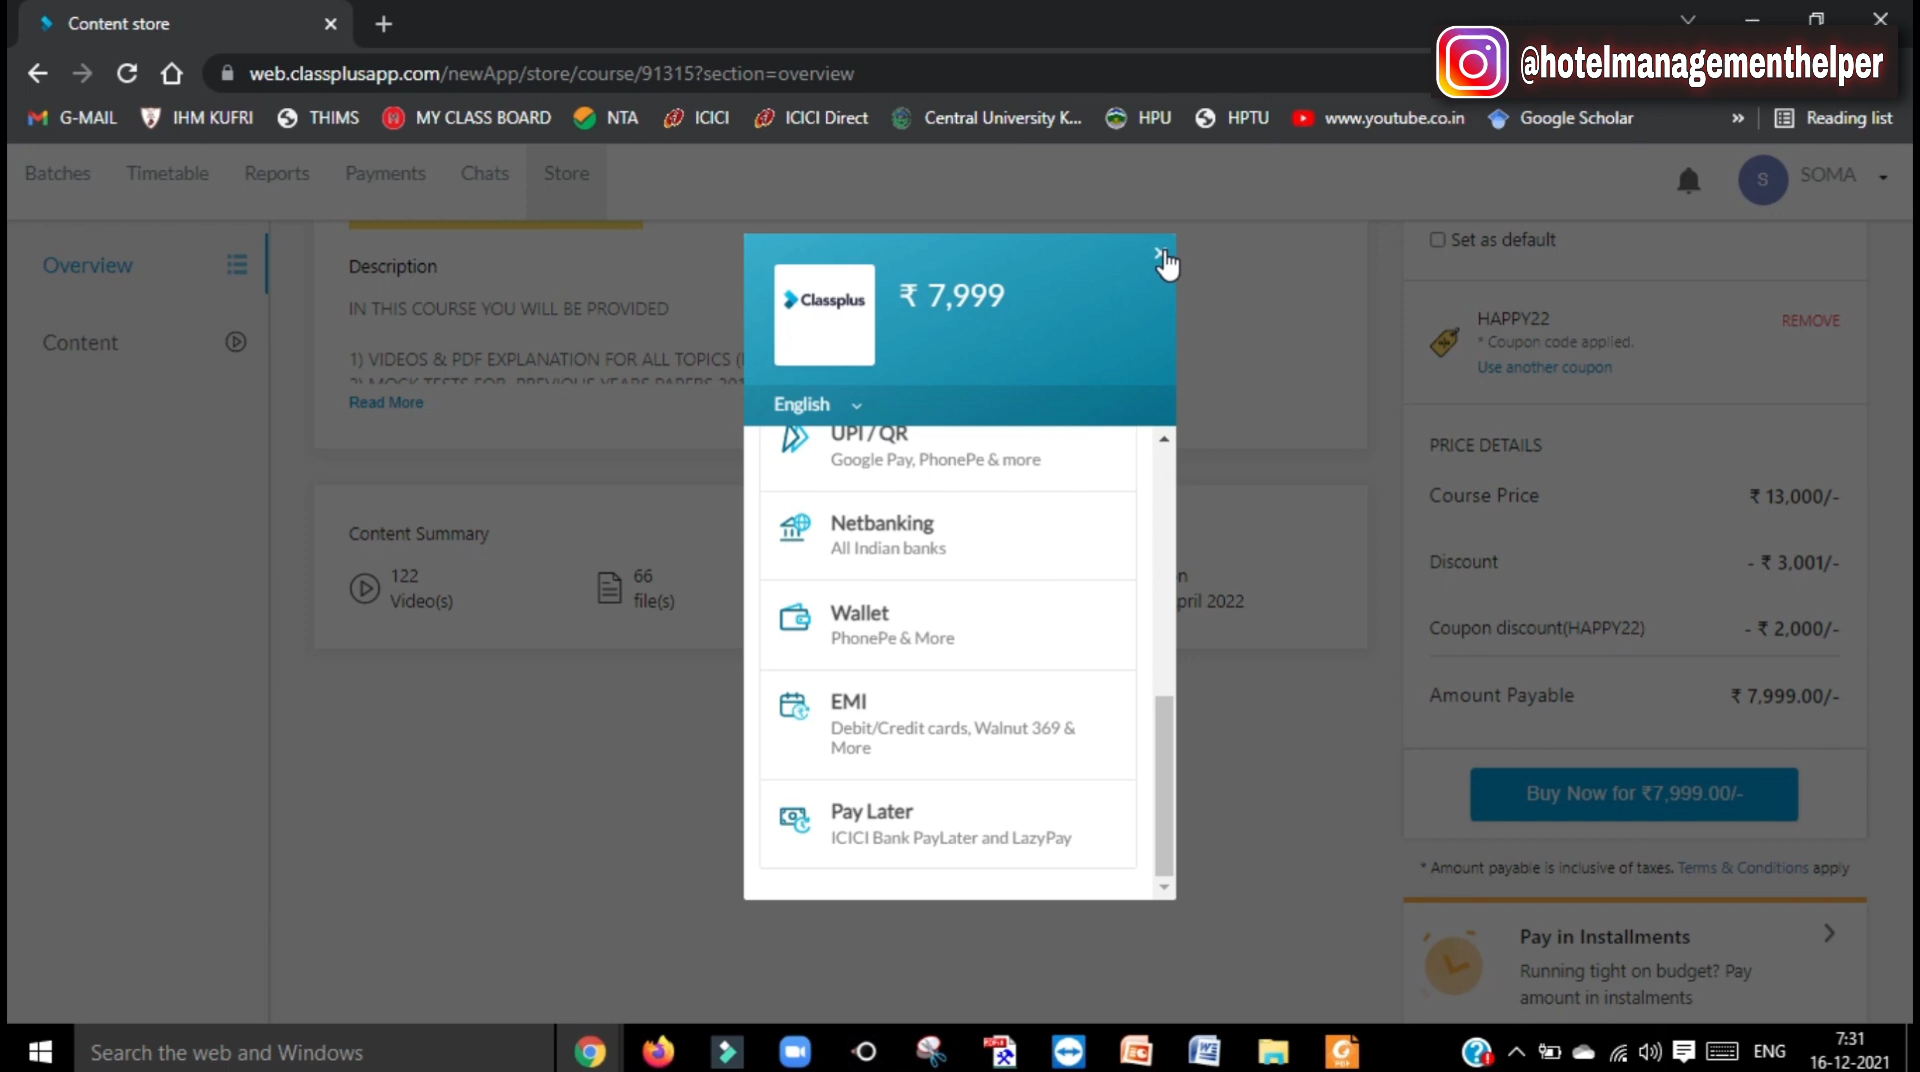 Content store
@hotelmanagementhelper
web.classplusapp.com/newApp/store/course/91315?section=overview
G-MAIL
IHM KUFRI
THIMS
MY CLASS BOARD
NTA
ICICI
ICICI Direct
Central University K...
HPU
HPTU
www.youtube.co.in
Google Scholar
»
Reading list
Batches
Timetable
Reports
Payments
Chats
Store
S
SOMA
Overview
Content
Description
IN THIS COURSE YOU WILL BE PROVIDED
1) VIDEOS & PDF EXPLANATION FOR ALL TOPICS
Read More
Content Summary
122
Video(s)
66
file(s)
n
pril 2022
Classplus
₹ 7,999
English
UPI / QR
Google Pay, PhonePe & more
Netbanking
All Indian banks
Wallet
PhonePe & More
EMI
Debit/Credit cards, Walnut 369 &
More
Pay Later
ICICI Bank PayLater and LazyPay
Set as default
HAPPY22
REMOVE
* Coupon code applied.
Use another coupon
PRICE DETAILS
Course Price
₹ 13,000/-
Discount
- ₹ 3,001/-
Coupon discount(HAPPY22)
- ₹ 2,000/-
Amount Payable
₹ 7,999.00/-
Buy Now for ₹7,999.00/-
* Amount payable is inclusive of taxes. Terms & Conditions apply
Pay in Installments
Running tight on budget? Pay
amount in instalments
Search the web and Windows
ENG
7:31
16-12-2021